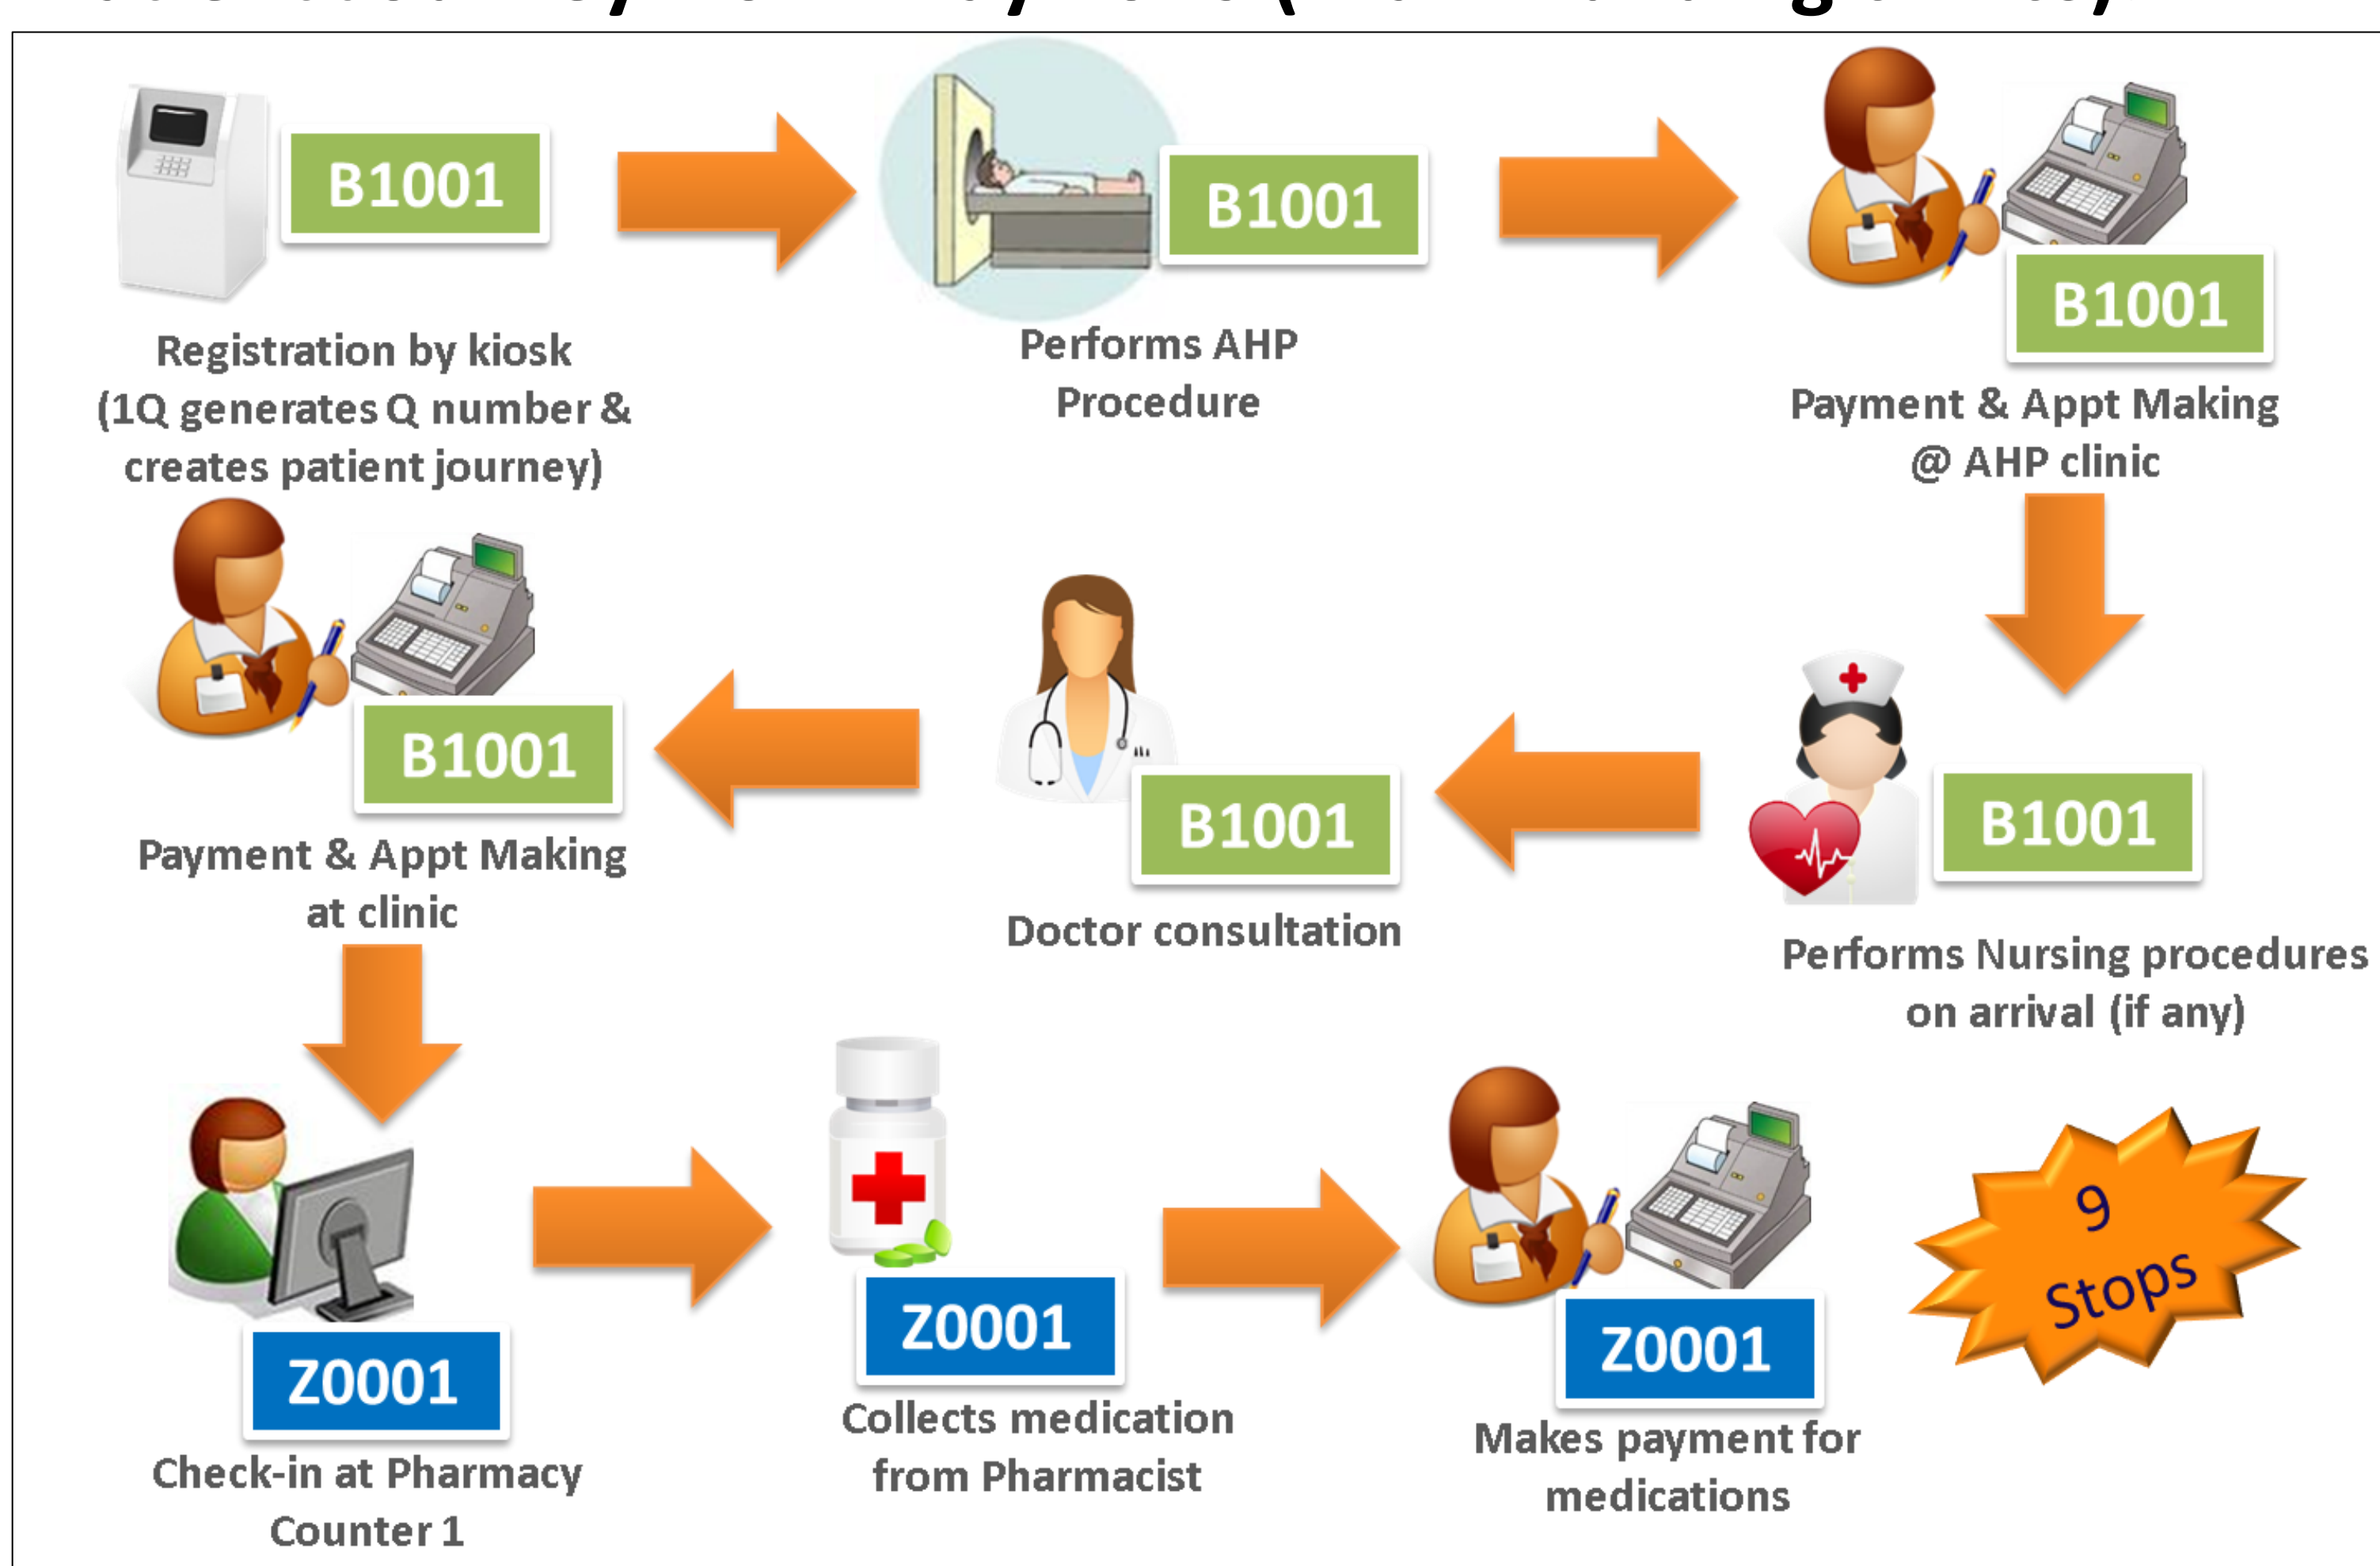 B1001
Registration by kiosk
(1Q generates Q number &
creates patient journey)
B1001
Performs AHP
Procedure
B1001
Payment & Appt Making
@ AHP clinic
B1001
Performs Nursing procedures
on arrival (if any)
B1001
Doctor consultation
B1001
Payment & Appt Making
at clinic
Z0001
Check-in at Pharmacy
Counter 1
Z0001
Collects medication
from Pharmacist
Z0001
Makes payment for
medications
9
Stops